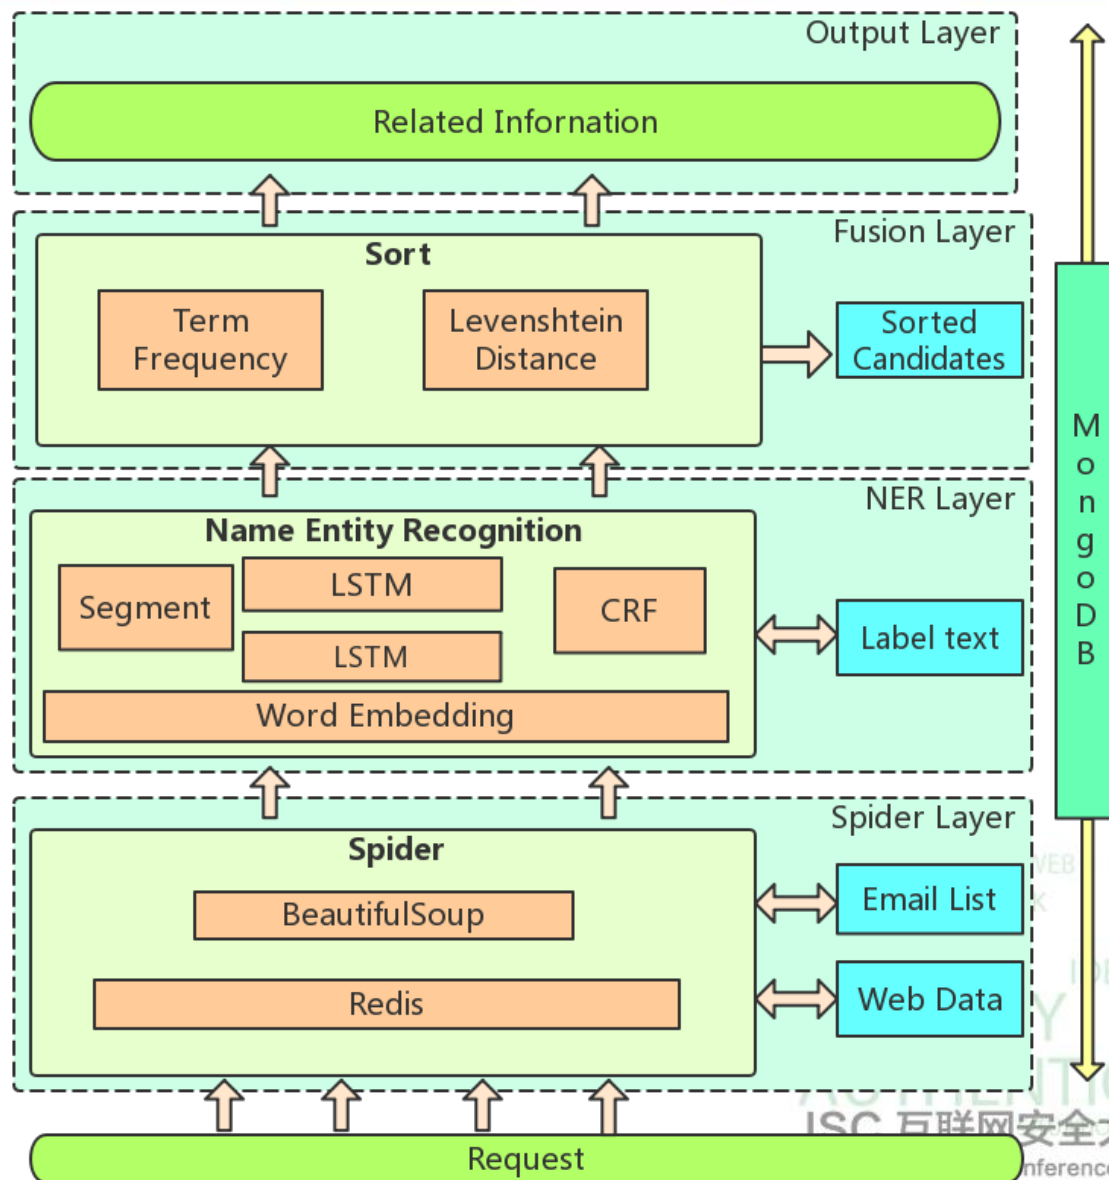 Output Layer
Related Infornation
Fusion Layer
Sort
Term
Frequency
Levenshtein
Distance
Sorted
Candidates
NER Layer
Name Entity Recognition
Segment
LSTM
LSTM
CRF
Word Embedding
Label text
Spider Layer
Spider
BeautifulSoup
Redis
Email List
Web Data
Request
M
o
n
g
o
D
B
WEB
ISC 互联网安全